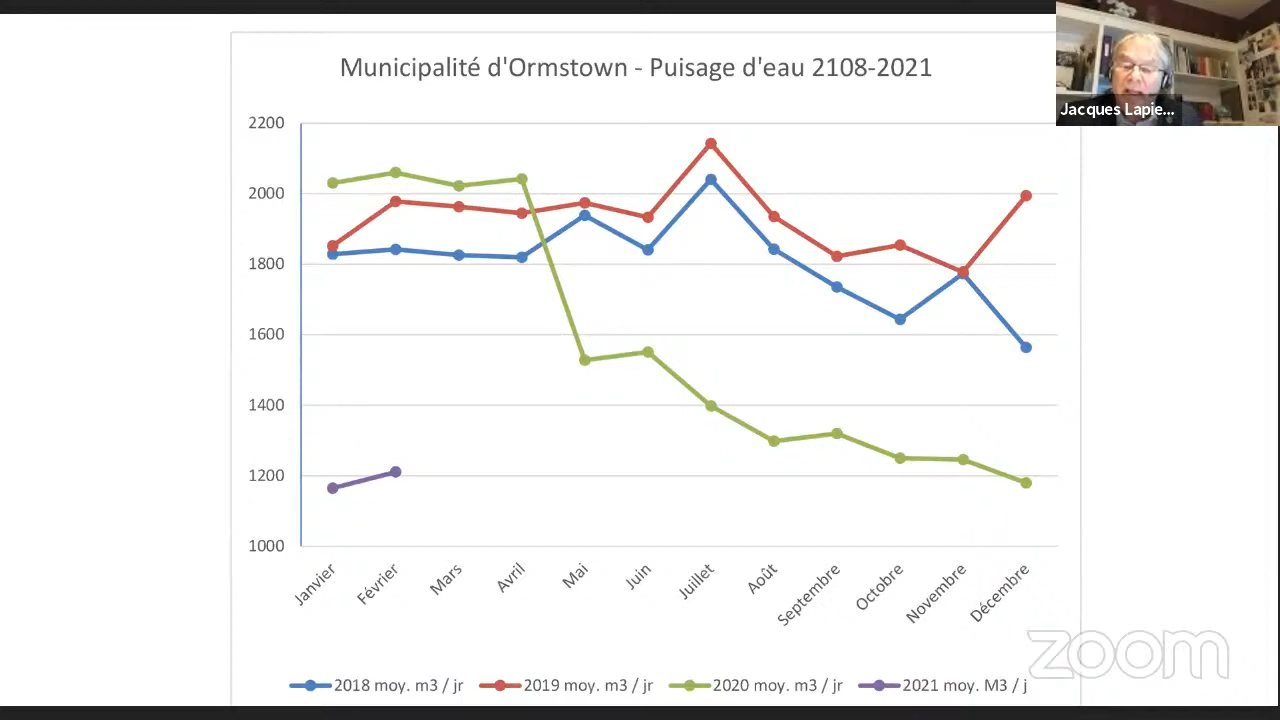 Municipalité d'Ormstown - Puisage d'eau 2108-2021
Jacques Lapie...
2200
2000
1800
1600
1400
1200
1000
Janvier
Février
Mars
Avril
Mai
Juin
Juillet
Août
Septembre
Octobre
Novembre
Décembre
zoom
2018 moy. m3 / jr
2019 moy. m3 / jr
2020 moy. m3 / jr
2021 moy. M3 / j